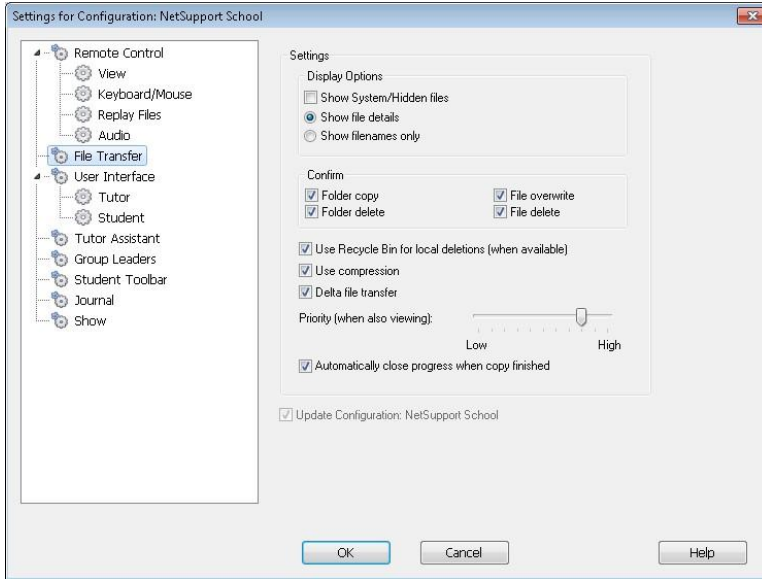 Settings for Configuration: NetSupport School
Remote Control
View
Keyboard/Mouse
Replay Files
Audio
File Transfer
User Interface
Tutor
Student
Tutor Assistant
Group Leaders
Student Toolbar
Journal
Show
Settings
Display Options
Show System/Hidden files
Show file details
Show filenames only
Confirm
Folder copy File overwrite
Folder delete File delete
Use Recycle Bin for local deletions (when available)
Use compression
Delta file transfer
Priority (when also viewing):
Low High
Automatically close progress when copy finished
Update Configuration: NetSupport School
OK Cancel Help